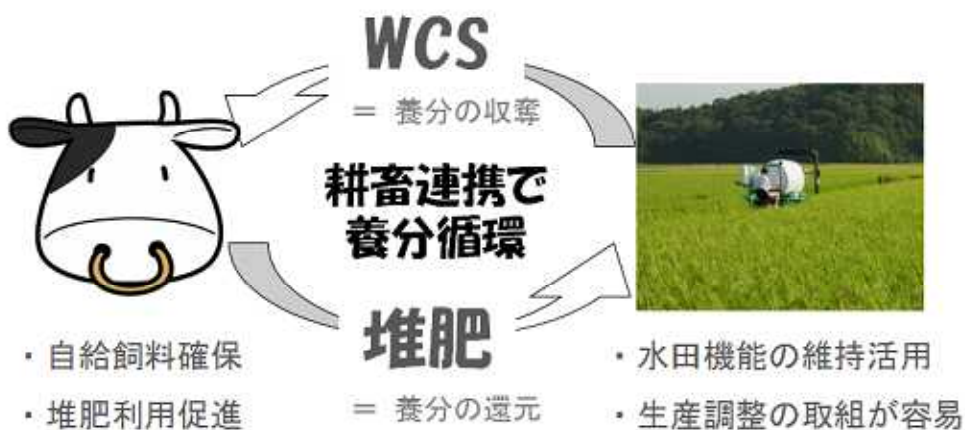 WCS
＝ 養分の収奪
耕畜連携で
養分循環
堆肥
＝ 養分の還元
・自給飼料確保
・堆肥利用促進
・水田機能の維持活用
・生産調整の取組が容易